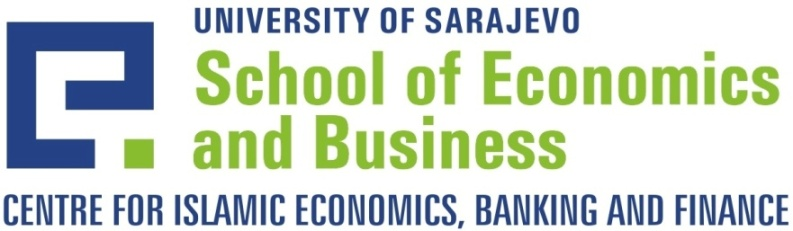 UNIVERSITY OF SARAJEVO
School of Economics
and Business
CENTRE FOR ISLAMIC ECONOMICS, BANKING AND FINANCE